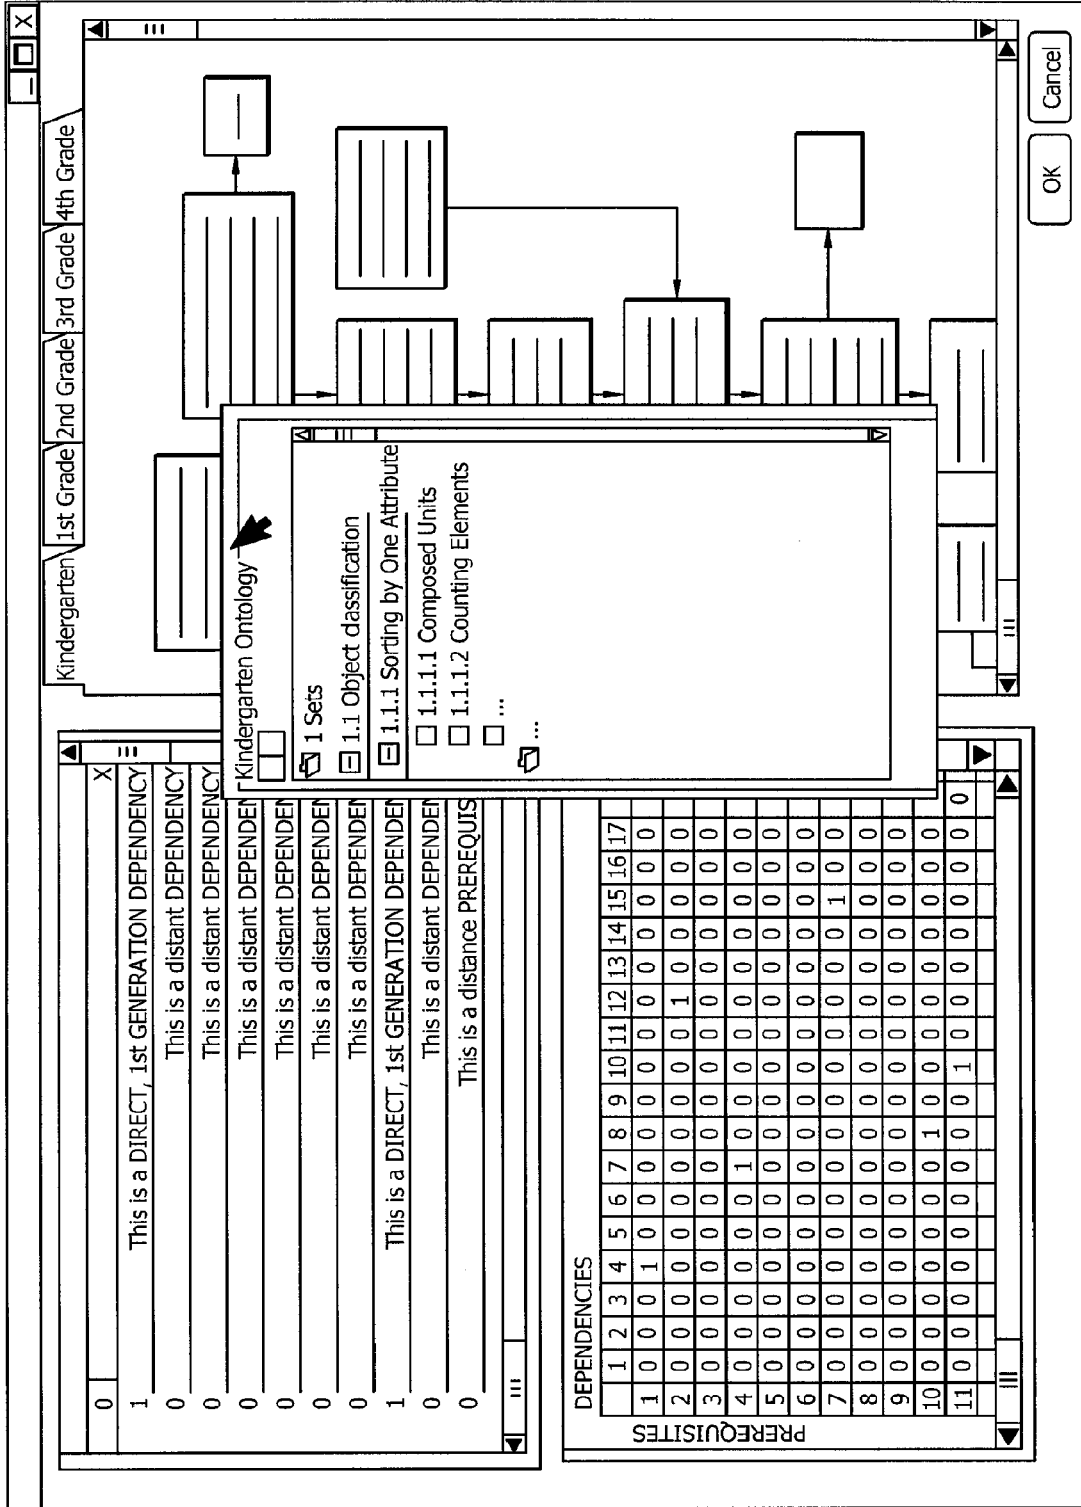 Kindergarten 1st Grade 2nd Grade 3rd Grade 4th Grade
0 X
1 This is a DIRECT, 1st GENERATION DEPENDENCY
0 This is a distant DEPENDENCY
0 This is a distant DEPENDENCY
0 This is a distant DEPENDEN
0 This is a distant DEPENDEN
0 This is a distant DEPENDEN
0 This is a distant DEPENDEN
1 This is a DIRECT, 1st GENERATION DEPENDEN
0 This is a distant DEPENDEN
0 This is a distance PREREQUIS
Kindergarten Ontology
1 Sets
1.1 Object classification
1.1.1 Sorting by One Attribute
1.1.1.1 Composed Units
1.1.1.2 Counting Elements
...
...
DEPENDENCIES
PREREQUISITES
1 2 3 4 5 6 7 8 9 10 11 12 13 14 15 16 17
1 0 0 0 1 0 0 0 0 0 0 0 0 0 0 0 0 0
2 0 0 0 0 0 0 0 0 0 0 0 1 0 0 0 0 0
3 0 0 0 0 0 0 0 0 0 0 0 0 0 0 0 0 0
4 0 0 0 0 0 0 1 0 0 0 0 0 0 0 0 0 0
5 0 0 0 0 0 0 0 0 0 0 0 0 0 0 0 0 0
6 0 0 0 0 0 0 0 0 0 0 0 0 0 0 0 0 0
7 0 0 0 0 0 0 0 0 0 0 0 0 0 0 1 0 0
8 0 0 0 0 0 0 0 0 0 0 0 0 0 0 0 0 0
9 0 0 0 0 0 0 0 0 0 0 0 0 0 0 0 0 0
10 0 0 0 0 0 0 0 1 0 0 0 0 0 0 0 0 0
11 0 0 0 0 0 0 0 0 0 1 0 0 0 0 0 0 0 0
OK Cancel